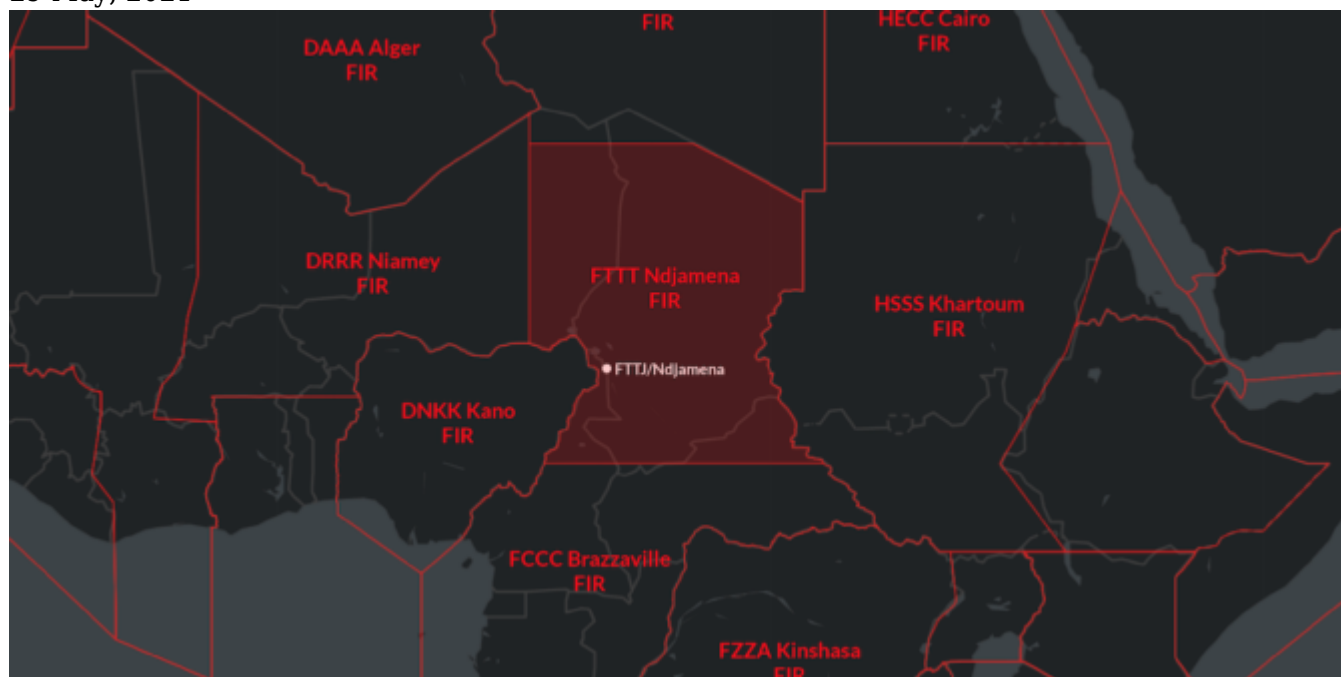 DAAA Alger
FIR
FIR
HECC Cairo
FIR
DRRR Niamey
FIR
FTTT Ndjamena
FIR
HSSS Khartoum
FIR
FTTJ/Ndjamena
DNKK Kano
FIR
FCCC Brazzaville
FIR
FZZA Kinshasa
FIR